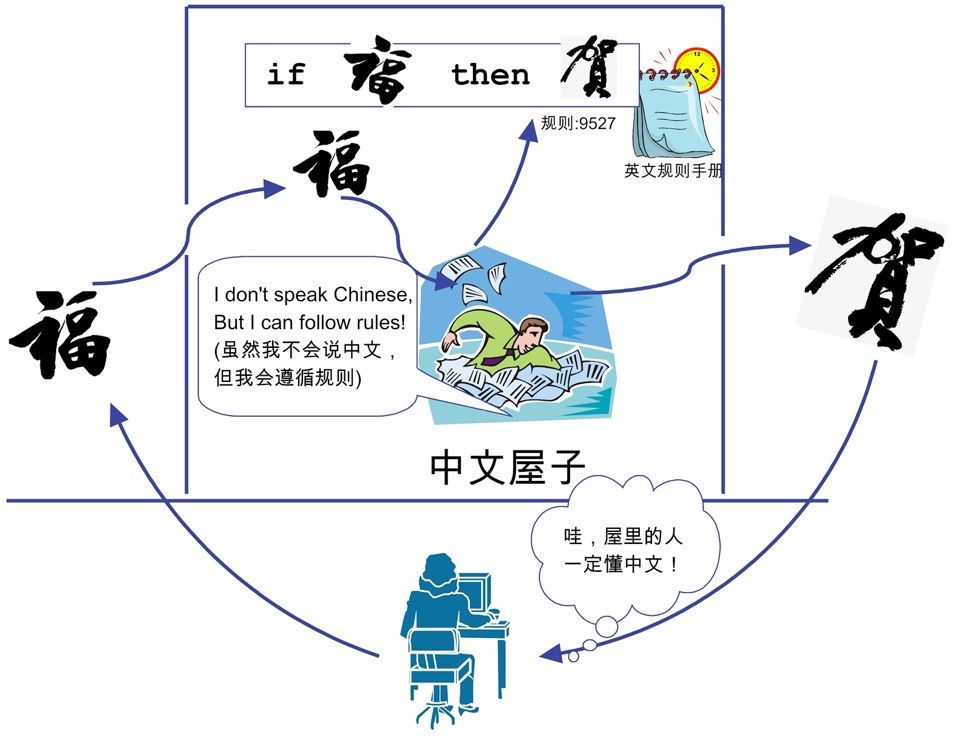 if 福 then 賀
规则:9527
英文规则手册
福
福
賀
I don't speak Chinese,
But I can follow rules!
(虽然我不会说中文，
但我会遵循规则)
中文屋子
哇，屋里的人
一定懂中文！